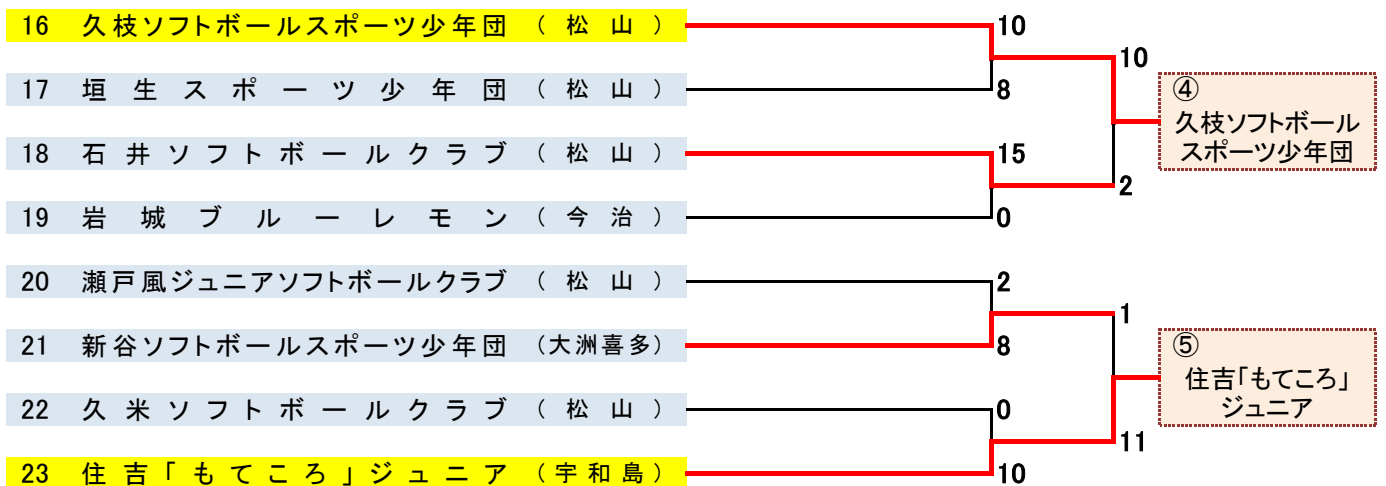 16 久枝ソフトボールスポーツ少年団 （松山） 10
10
17 垣生スポーツ少年団 （松山） 8
④
久枝ソフトボール
スポーツ少年団
18 石井ソフトボールクラブ （松山） 15
2
19 岩城ブルーレモン （今治） 0
20 瀬戸風ジュニアソフトボールクラブ （松山） 2
1
21 新谷ソフトボールスポーツ少年団 （大洲喜多） 8
⑤
住吉「もてころ」
ジュニア
22 久米ソフトボールクラブ （松山） 0
11
23 住吉「もてころ」ジュニア （宇和島） 10